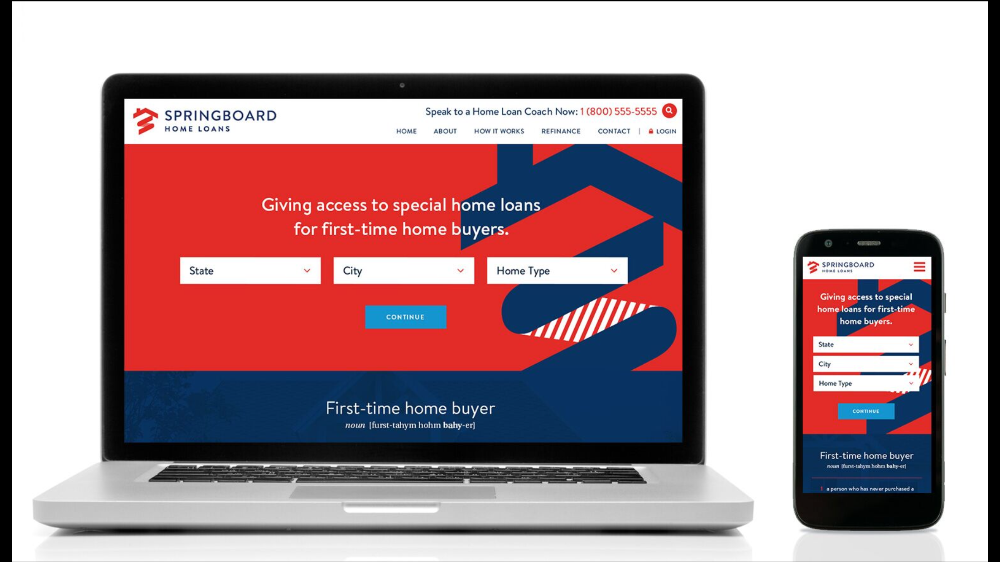 SPRINGBOARD
HOME LOANS
Speak to a Home Loan Coach Now: 1 (800) 555-5555
HOME ABOUT HOW IT WORKS REFINANCE CONTACT | LOGIN
Giving access to special home loans
for first-time home buyers.
State City Home Type
CONTINUE
First-time home buyer
noun [furst-tahym hohm bahy-er]
SPRINGBOARD
HOME LOANS
Giving access to special
home loans for first-time
home buyers.
State
City
Home Type
CONTINUE
First-time home buyer
noun [furst-tahym hohm bahy-er]
1 a person who has never purchased a